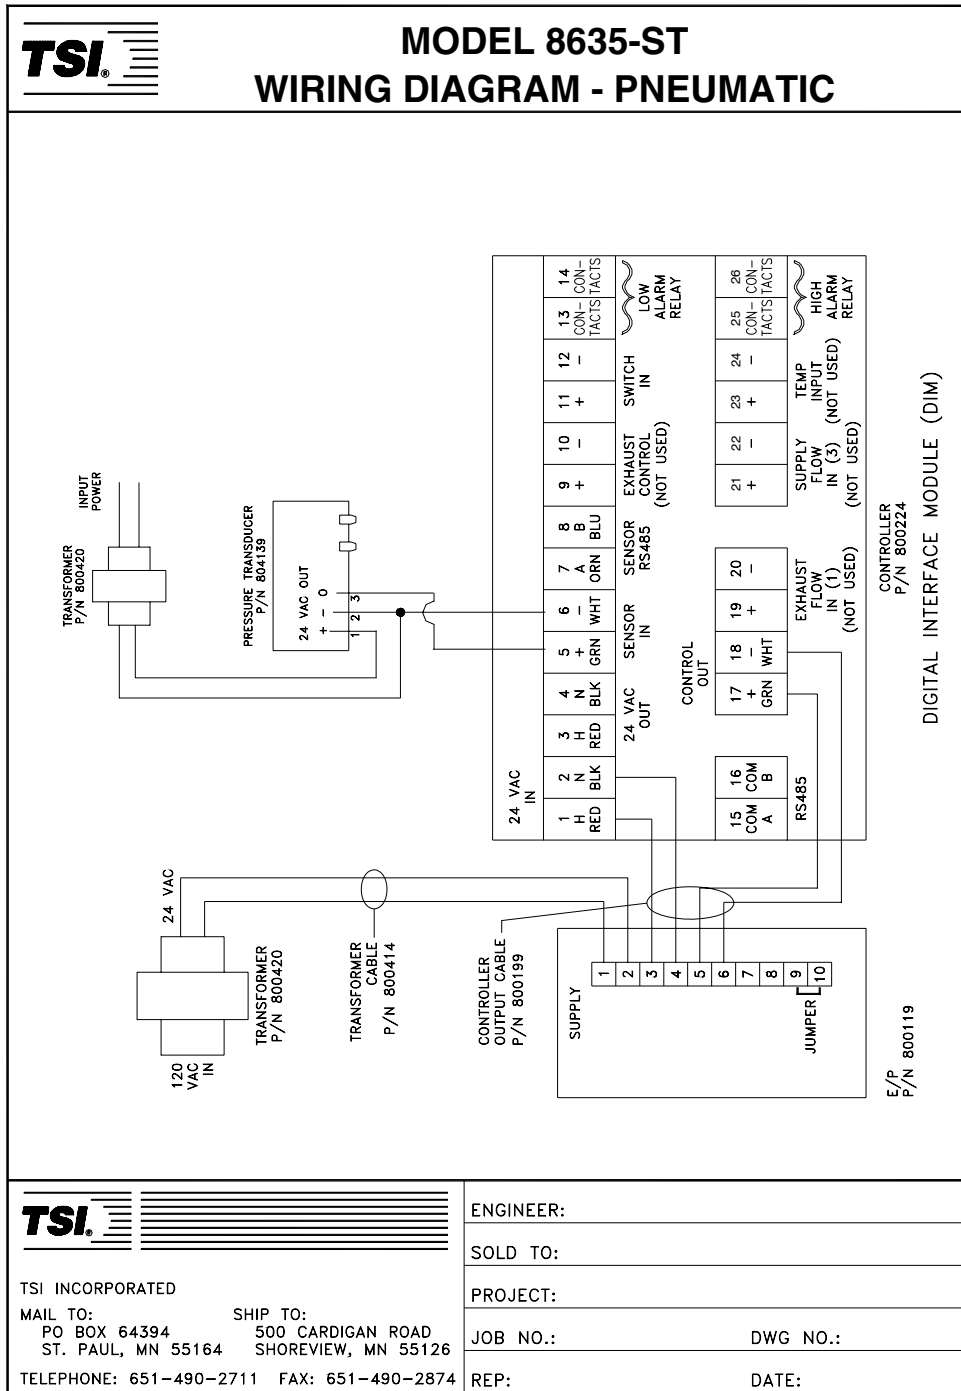 TSI
MODEL 8635-ST
WIRING DIAGRAM - PNEUMATIC
INPUT
POWER
TRANSFORMER
P/N 800420
PRESSURE TRANSDUCER
P/N 804139
24 VAC OUT
+ - O
1 2 3
24 VAC
IN
1 H RED
2 N BLK
3 H RED
4 N BLK
5 + GRN
6 - WHT
7 A ORN
8 B BLU
9 +
10 -
11 +
12 -
13 CON-TACTS
14 CON-TACTS
24 VAC
OUT
SENSOR
IN
SENSOR
RS485
EXHAUST
CONTROL
(NOT USED)
SWITCH
IN
LOW
ALARM
RELAY
CONTROL
OUT
15 COM A
16 COM B
17 + GRN
18 - WHT
19 +
20 -
21 +
22 -
23 +
24 -
25 CON-TACTS
26 CON-TACTS
RS485
EXHAUST
FLOW
IN (1)
(NOT USED)
SUPPLY
FLOW
IN (3)
(NOT USED)
TEMP
INPUT
(NOT USED)
HIGH
ALARM
RELAY
CONTROLLER
P/N 800224
DIGITAL INTERFACE MODULE (DIM)
120
VAC
IN
24 VAC
TRANSFORMER
P/N 800420
TRANSFORMER
CABLE
P/N 800414
CONTROLLER
OUTPUT CABLE
P/N 800199
SUPPLY
1 2 3 4 5 6 7 8 9 10
JUMPER
E/P
P/N 800119
TSI
TSI INCORPORATED
MAIL TO:
PO BOX 64394
ST. PAUL, MN 55164
SHIP TO:
500 CARDIGAN ROAD
SHOREVIEW, MN 55126
TELEPHONE: 651-490-2711 FAX: 651-490-2874
ENGINEER:
SOLD TO:
PROJECT:
JOB NO.: DWG NO.:
REP: DATE: